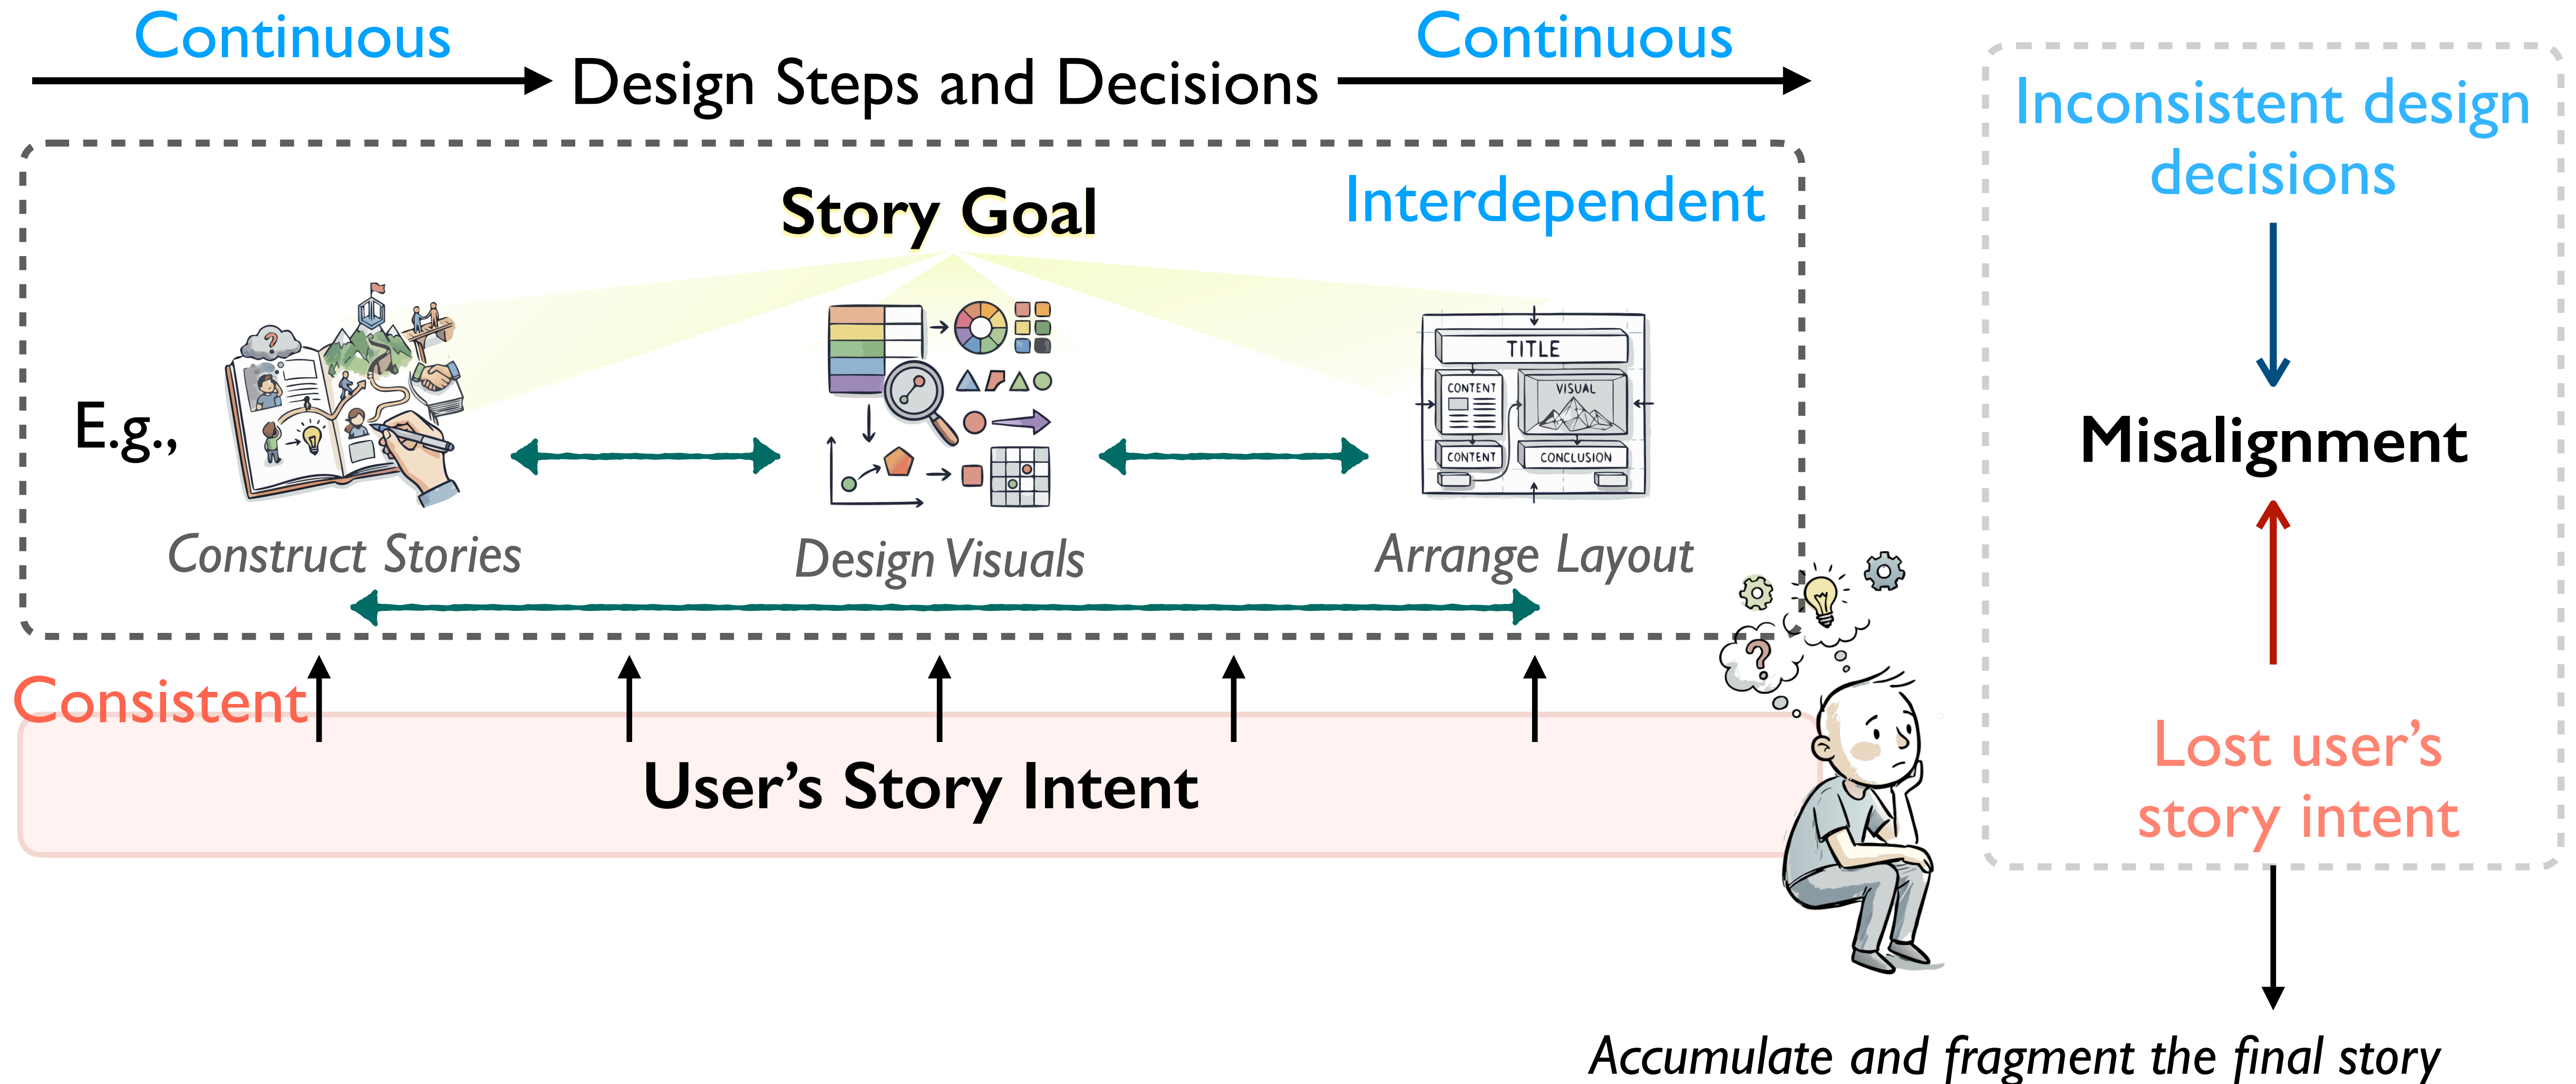 Continuous
Design Steps and Decisions
Continuous
Story Goal
Interdependent
E.g.,
?
TITLE
CONTENT
VISUAL
CONTENT
CONCLUSION
Construct Stories
Design Visuals
Arrange Layout
Consistent
User's Story Intent
?
Inconsistent design
decisions
Misalignment
Lost user's
story intent
Accumulate and fragment the final story